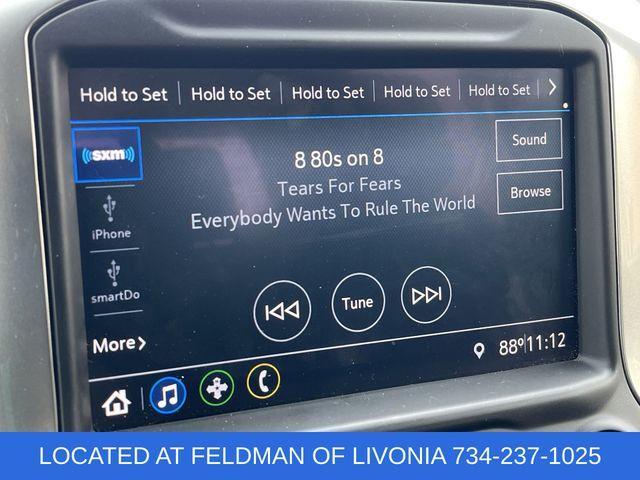 Hold to Set Hold to Set Hold to Set Hold to Set Hold to Set >
sxm
8 80s on 8
Sound
Tears For Fears
Everybody Wants To Rule The World
Browse
iPhone
smartDo
Tune
More>
88° 11:12
LOCATED AT FELDMAN OF LIVONIA 734-237-1025